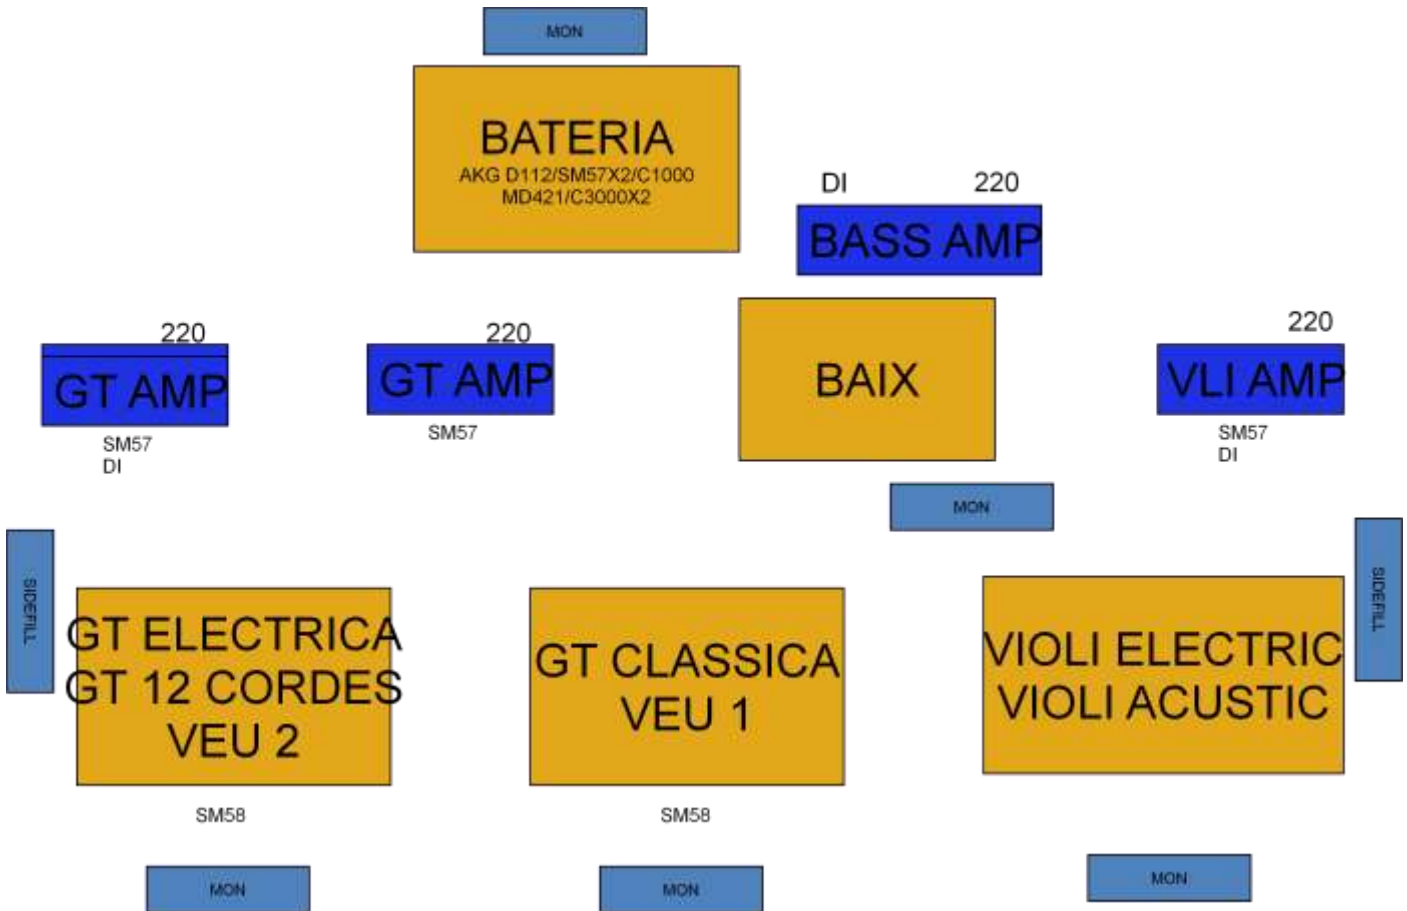 MON
BATERIA
AKG D112/SM57X2/C1000
MD421/C3000X2
DI 220
BASS AMP
220
GT AMP
SM57
DI
220
GT AMP
SM57
BAIX
220
VLI AMP
SM57
DI
MON
SIDEFILL
GT ELECTRICA
GT 12 CORDES
VEU 2
SM58
GT CLASSICA
VEU 1
SM58
VIOLI ELECTRIC
VIOLI ACUSTIC
SIDEFILL
MON
MON
MON